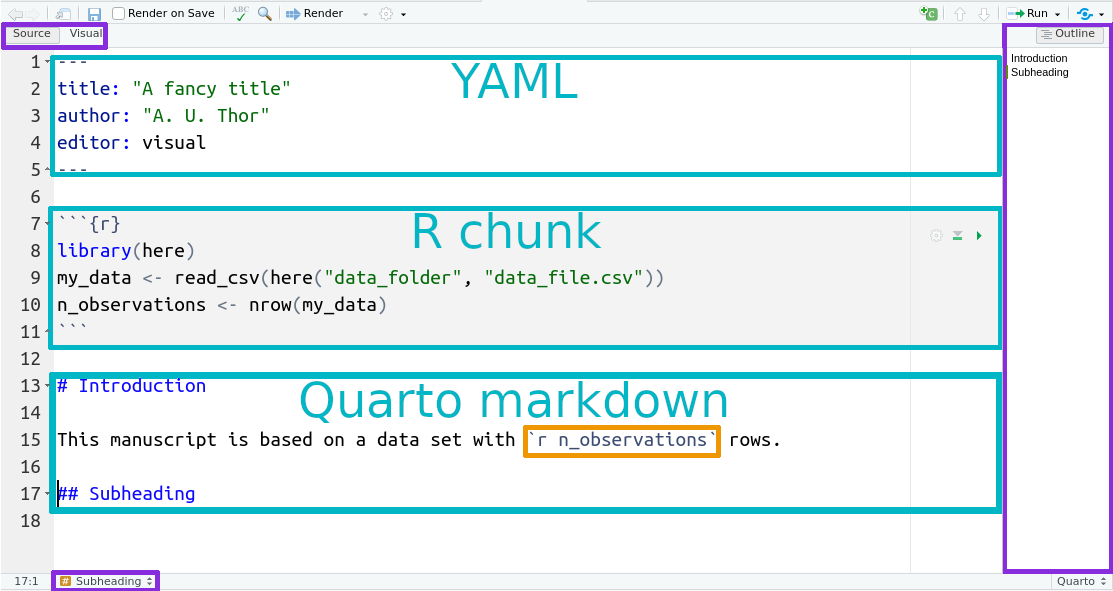 Render on Save ABC Render Run
Source Visual Outline
1 ---
YAML
2 title: "A fancy title"
3 author: "A. U. Thor"
4 editor: visual
5 ---
6
7 ```{r}
R chunk
8 library(here)
9 my_data <- read_csv(here("data_folder", "data_file.csv"))
10 n_observations <- nrow(my_data)
11 ```
12
13 # Introduction
Quarto markdown
14
15 This manuscript is based on a data set with `r n_observations` rows.
16
17 ## Subheading
18
Introduction
Subheading
17:1 # Subheading Quarto